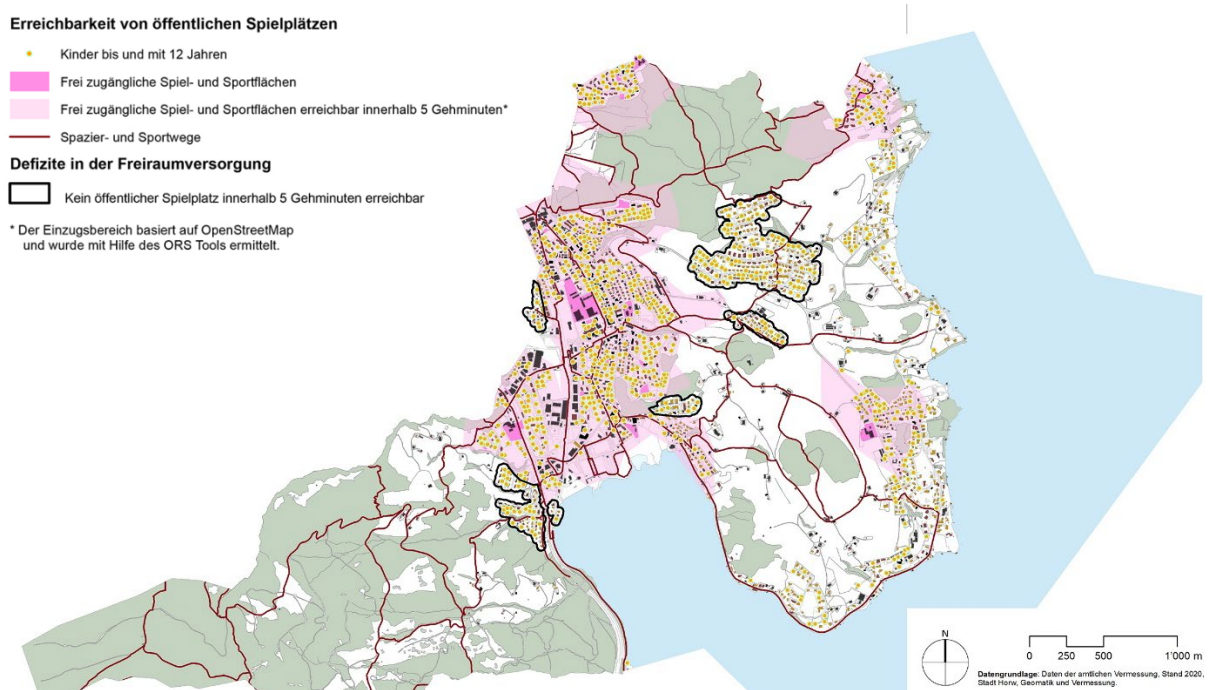 Erreichbarkeit von öffentlichen Spielplätzen
Kinder bis und mit 12 Jahren
Frei zugängliche Spiel- und Sportflächen
Frei zugängliche Spiel- und Sportflächen erreichbar innerhalb 5 Gehminuten*
Spazier- und Sportwege
Defizite in der Freiraumversorgung
Kein öffentlicher Spielplatz innerhalb 5 Gehminuten erreichbar
* Der Einzugsbereich basiert auf OpenStreetMap
und wurde mit Hilfe des ORS Tools ermittelt.
N
0 250 500 1'000 m
Datengrundlage: Daten der amtlichen Vermessung, Stand 2020,
Stadt Horw, Geomatik und Vermessung.